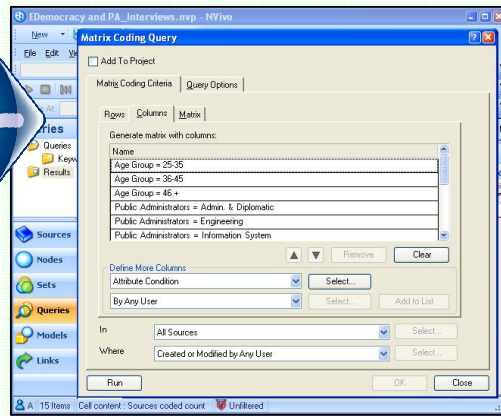 EDemocracy and PA_Interviews.nvp - NVivo
New
Matrix Coding Query
File Edit
Add To Project
Matrix Coding Criteria Query Options
Rows Columns Matrix
Generate matrix with columns:
Name
Age Group = 25-35
Age Group = 36-45
Age Group = 46 +
Public Administrators = Admin. & Diplomatic
Public Administrators = Engineering
Public Administrators = Information System
Remove Clear
Define More Columns
Attribute Condition Select...
By Any User Select... Add to List
In All Sources Select...
Where Created or Modified by Any User Select...
Run OK Close
Queries
Results
Sources
Nodes
Sets
Queries
Models
Links
A 15 Items Cell content : Sources coded count Unfiltered